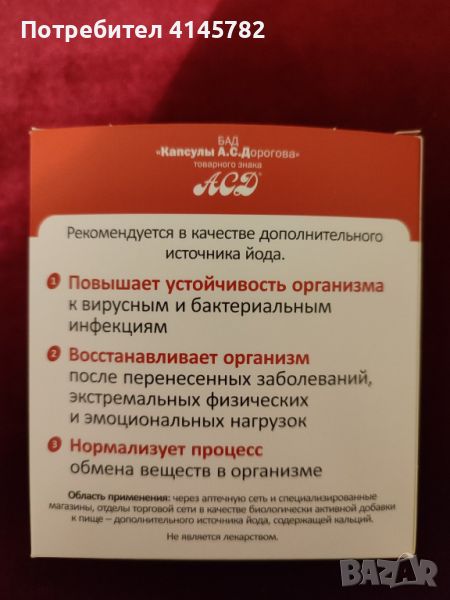 Потребител 4145782
БАД
«Капсулы А.С.Дорогова»
товарного знака
АСД®
Рекомендуется в качестве дополнительного
источника йода.
1 Повышает устойчивость организма
к вирусным и бактериальным
инфекциям
2 Восстанавливает организм
после перенесенных заболеваний,
экстремальных физических
и эмоциональных нагрузок
3 Нормализует процесс
обмена веществ в организме
Область применения: через аптечную сеть и специализированные
магазины, отделы торговой сети в качестве биологически активной добавки
к пище – дополнительного источника йода, содержащей кальций.
Не является лекарством.
BAZAR